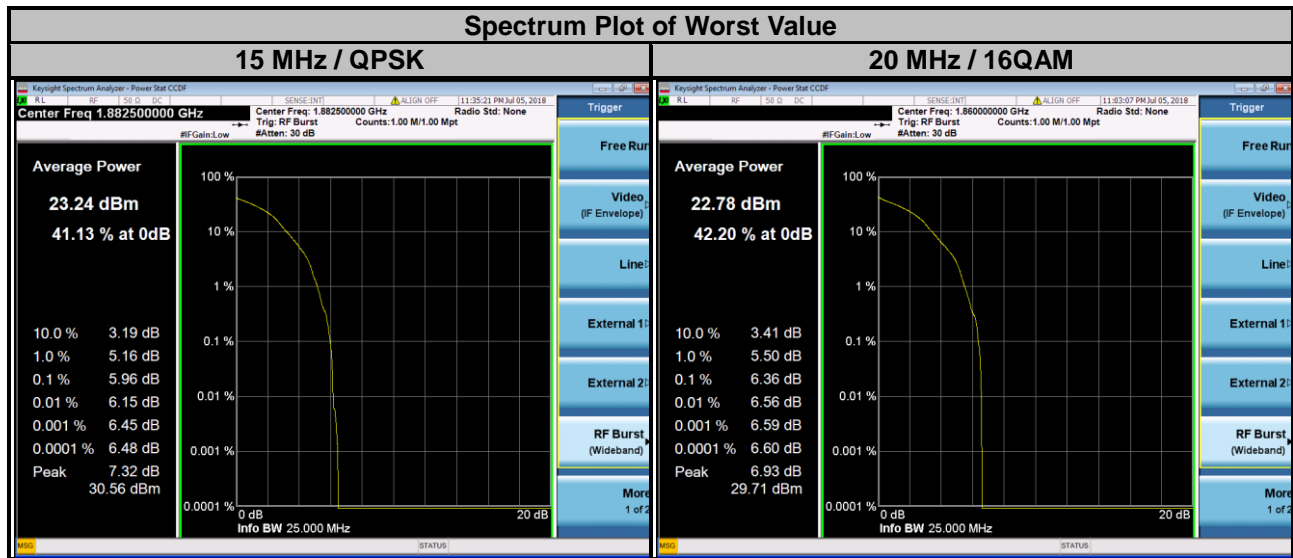 Spectrum Plot of Worst Value
15 MHz / QPSK
20 MHz / 16QAM
Keysight Spectrum Analyzer - Power Stat CCDF
RL RF 50 Ω DC SENSE:INT ALIGN OFF 11:35:21 PM Jul 05, 2018
Center Freq 1.882500000 GHz
Center Freq: 1.882500000 GHz Radio Std: None
Trig: RF Burst Counts:1.00 M/1.00 Mpt
#IFGain:Low #Atten: 30 dB
Average Power
23.24 dBm
41.13 % at 0dB
10.0 % 3.19 dB
1.0 % 5.16 dB
0.1 % 5.96 dB
0.01 % 6.15 dB
0.001 % 6.45 dB
0.0001 % 6.48 dB
Peak 7.32 dB
30.56 dBm
100 %
10 %
1 %
0.1 %
0.01 %
0.001 %
0.0001 %
0 dB 20 dB
Info BW 25.000 MHz
Trigger
Free Run
Video
(IF Envelope)
Line
External 1
External 2
RF Burst
(Wideband)
More
1 of 2
MSG STATUS
Keysight Spectrum Analyzer - Power Stat CCDF
RL RF 50 Ω DC SENSE:INT ALIGN OFF 11:03:07 PM Jul 05, 2018
Center Freq: 1.860000000 GHz Radio Std: None
Trig: RF Burst Counts:1.00 M/1.00 Mpt
#IFGain:Low #Atten: 30 dB
Average Power
22.78 dBm
42.20 % at 0dB
10.0 % 3.41 dB
1.0 % 5.50 dB
0.1 % 6.36 dB
0.01 % 6.56 dB
0.001 % 6.59 dB
0.0001 % 6.60 dB
Peak 6.93 dB
29.71 dBm
100 %
10 %
1 %
0.1 %
0.01 %
0.001 %
0.0001 %
0 dB 20 dB
Info BW 25.000 MHz
Trigger
Free Run
Video
(IF Envelope)
Line
External 1
External 2
RF Burst
(Wideband)
More
1 of 2
MSG STATUS